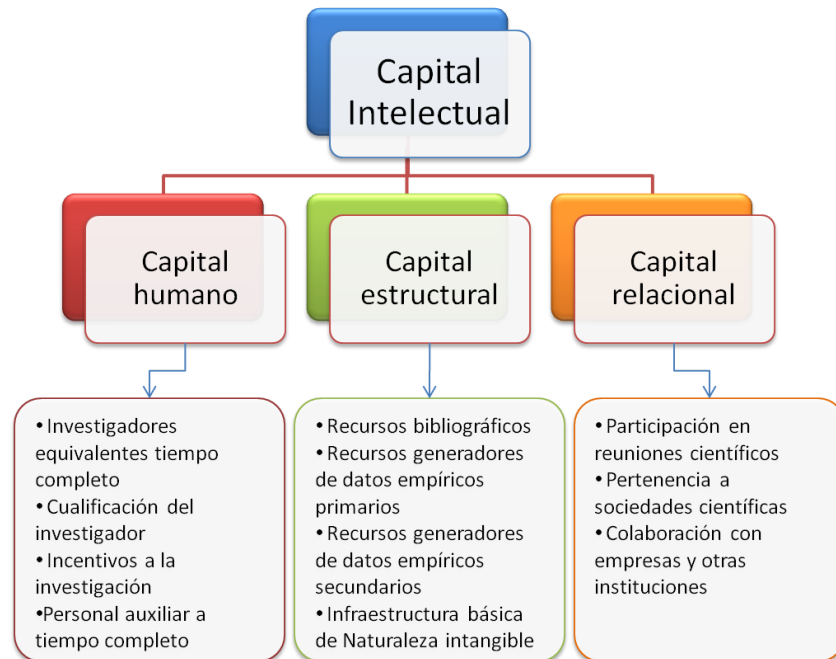 Capital
Intelectual
Capital
humano
Capital
estructural
Capital
relacional
•Investigadores
equivalentes tiempo
completo
•Cualificación del
investigador
•Incentivos a la
investigación
•Personal auxiliar a
tiempo completo
•Recursos bibliográficos
•Recursos generadores
de datos empíricos
primarios
•Recursos generadores
de datos empíricos
secundarios
•Infraestructura básica
de Naturaleza intangible
•Participación en
reuniones científicos
•Pertenencia a
sociedades científicas
•Colaboración con
empresas y otras
instituciones